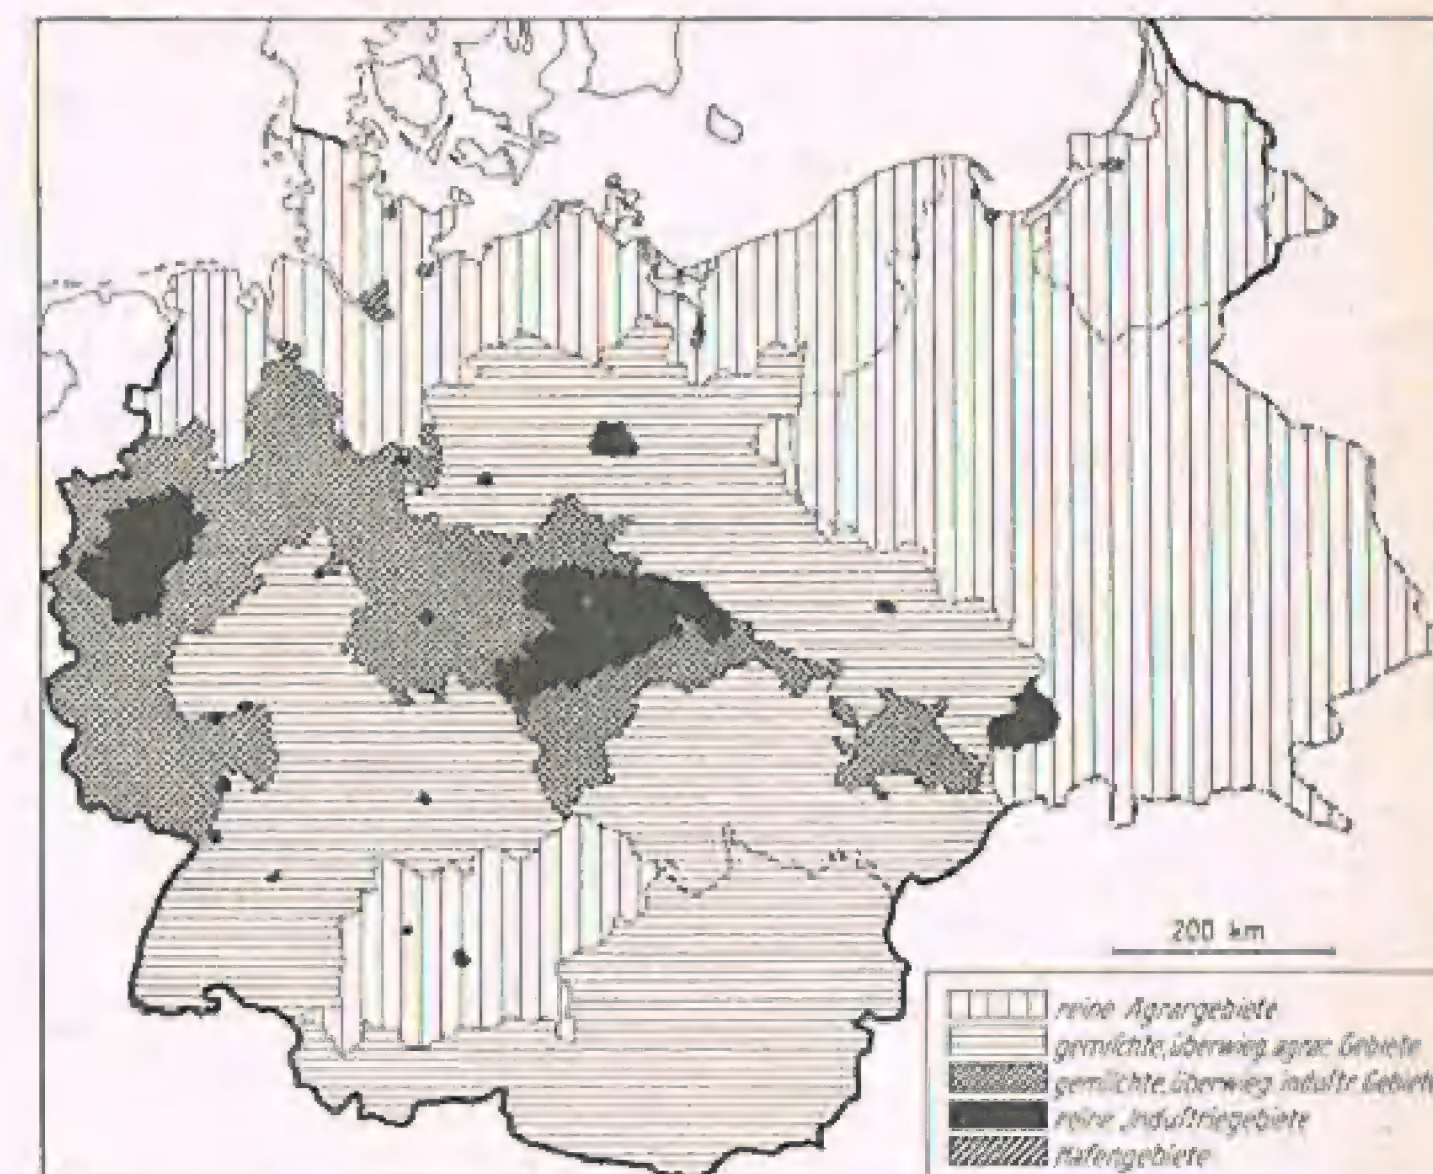 200 km
reine Agrargebiete
gemiſchte, überwieg. agrar. Gebiete
gemiſchte, überwieg. induſtr. Gebiete
reine Induſtriegebiete
Hafengebiete